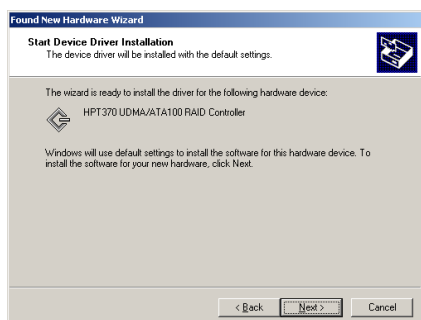 Found New Hardware Wizard
Start Device Driver Installation
The device driver will be installed with the default settings.
The wizard is ready to install the driver for the following hardware device:
HPT370 UDMA/ATA100 RAID Controller
Windows will use default settings to install the software for this hardware device. To
install the software for your new hardware, click Next.
< Back
Next >
Cancel